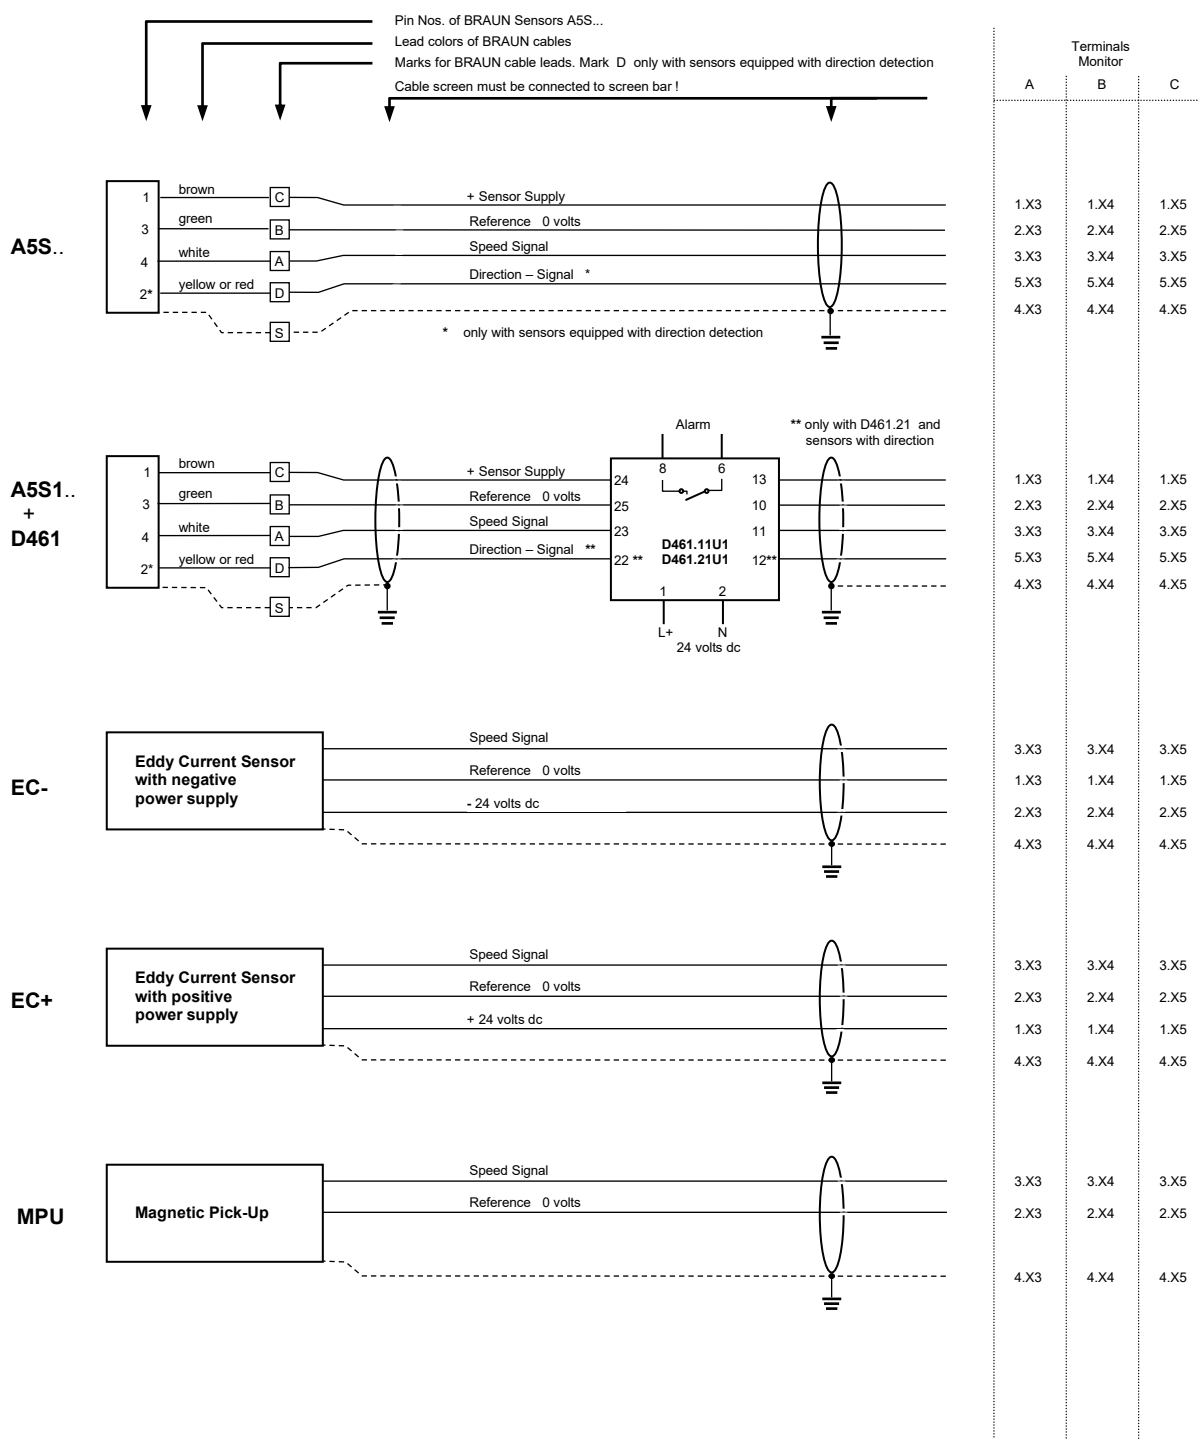 Pin Nos. of BRAUN Sensors A5S...
Lead colors of BRAUN cables
Marks for BRAUN cable leads. Mark D only with sensors equipped with direction detection
Cable screen must be connected to screen bar !
Terminals
Monitor
A B C
A5S..
1 brown C + Sensor Supply 1.X3 1.X4 1.X5
3 green B Reference 0 volts 2.X3 2.X4 2.X5
4 white A Speed Signal 3.X3 3.X4 3.X5
2* yellow or red D Direction – Signal * 5.X3 5.X4 5.X5
4.X3 4.X4 4.X5
S * only with sensors equipped with direction detection
Alarm ** only with D461.21 and
sensors with direction
A5S1..
+
D461
8 6
1 brown C + Sensor Supply 24 13 1.X3 1.X4 1.X5
3 green B Reference 0 volts 25 10 2.X3 2.X4 2.X5
4 white A Speed Signal 23 11 3.X3 3.X4 3.X5
D461.11U1
D461.21U1
2* yellow or red D Direction – Signal ** 22 ** 12** 5.X3 5.X4 5.X5
S 4.X3 4.X4 4.X5
1 2
L+ N
24 volts dc
EC-
Eddy Current Sensor
with negative
power supply
Speed Signal 3.X3 3.X4 3.X5
Reference 0 volts 1.X3 1.X4 1.X5
- 24 volts dc 2.X3 2.X4 2.X5
4.X3 4.X4 4.X5
EC+
Eddy Current Sensor
with positive
power supply
Speed Signal 3.X3 3.X4 3.X5
Reference 0 volts 2.X3 2.X4 2.X5
+ 24 volts dc 1.X3 1.X4 1.X5
4.X3 4.X4 4.X5
MPU
Magnetic Pick-Up
Speed Signal 3.X3 3.X4 3.X5
Reference 0 volts 2.X3 2.X4 2.X5
4.X3 4.X4 4.X5